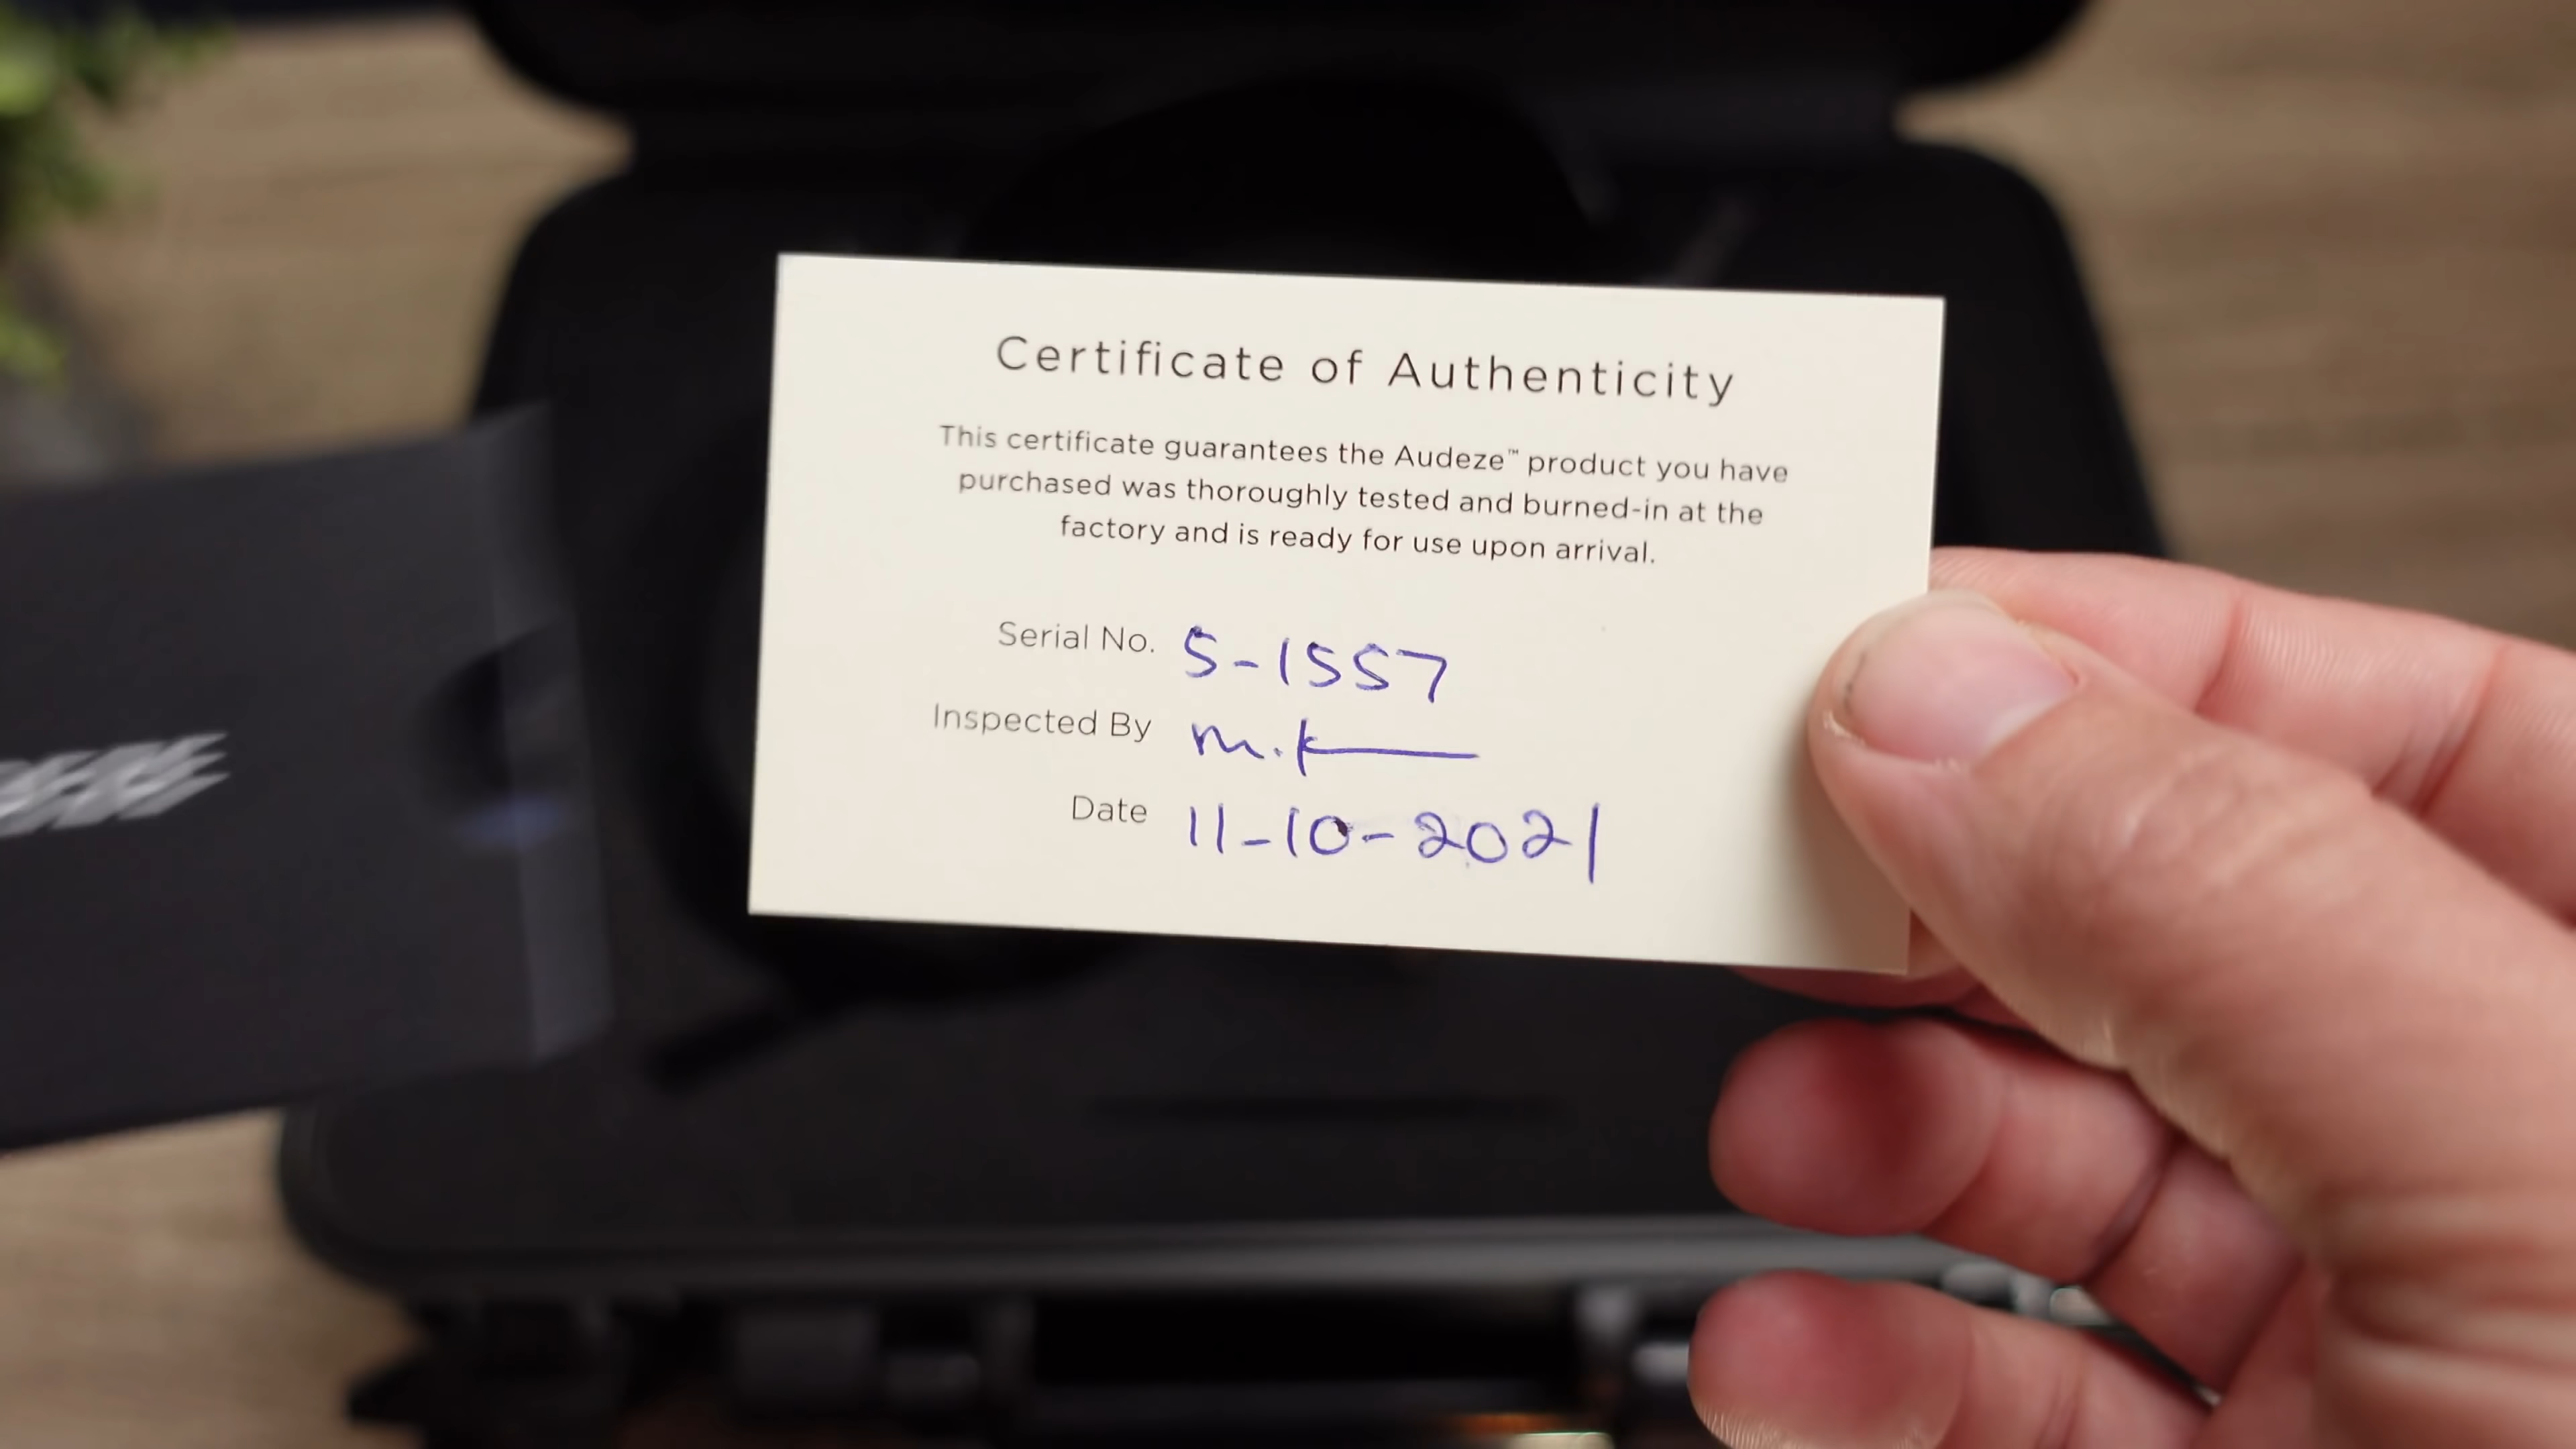 Certificate of Authenticity
This certificate guarantees the Audeze™ product you have
purchased was thoroughly tested and burned-in at the
factory and is ready for use upon arrival.
Serial No. 5-1557
Inspected By M.K
Date 11-10-2021